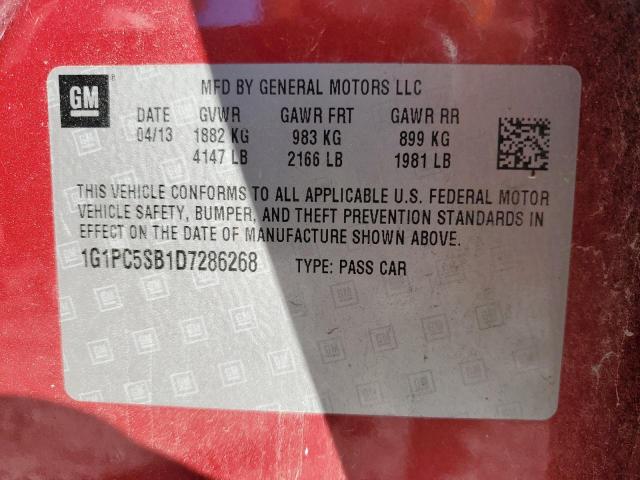 GM
MFD BY GENERAL MOTORS LLC
DATE GVWR GAWR FRT GAWR RR
04/13 1882 KG 983 KG 899 KG
4147 LB 2166 LB 1981 LB
THIS VEHICLE CONFORMS TO ALL APPLICABLE U.S. FEDERAL MOTOR
VEHICLE SAFETY, BUMPER, AND THEFT PREVENTION STANDARDS IN
EFFECT ON THE DATE OF MANUFACTURE SHOWN ABOVE.
1G1PC5SB1D7286268 TYPE: PASS CAR